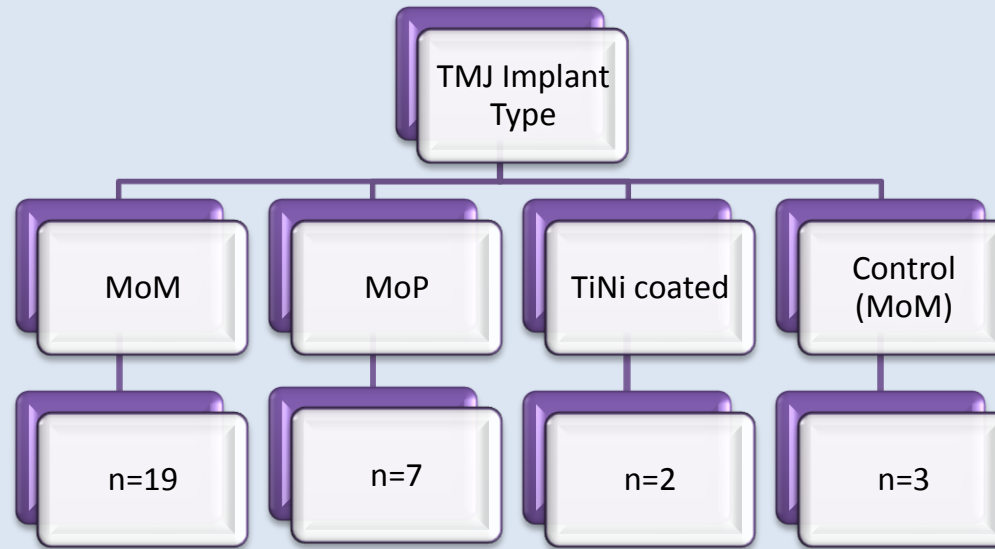 TMJ Implant
Type
MoM
MoP
TiNi coated
Control
(MoM)
n=19
n=7
n=2
n=3